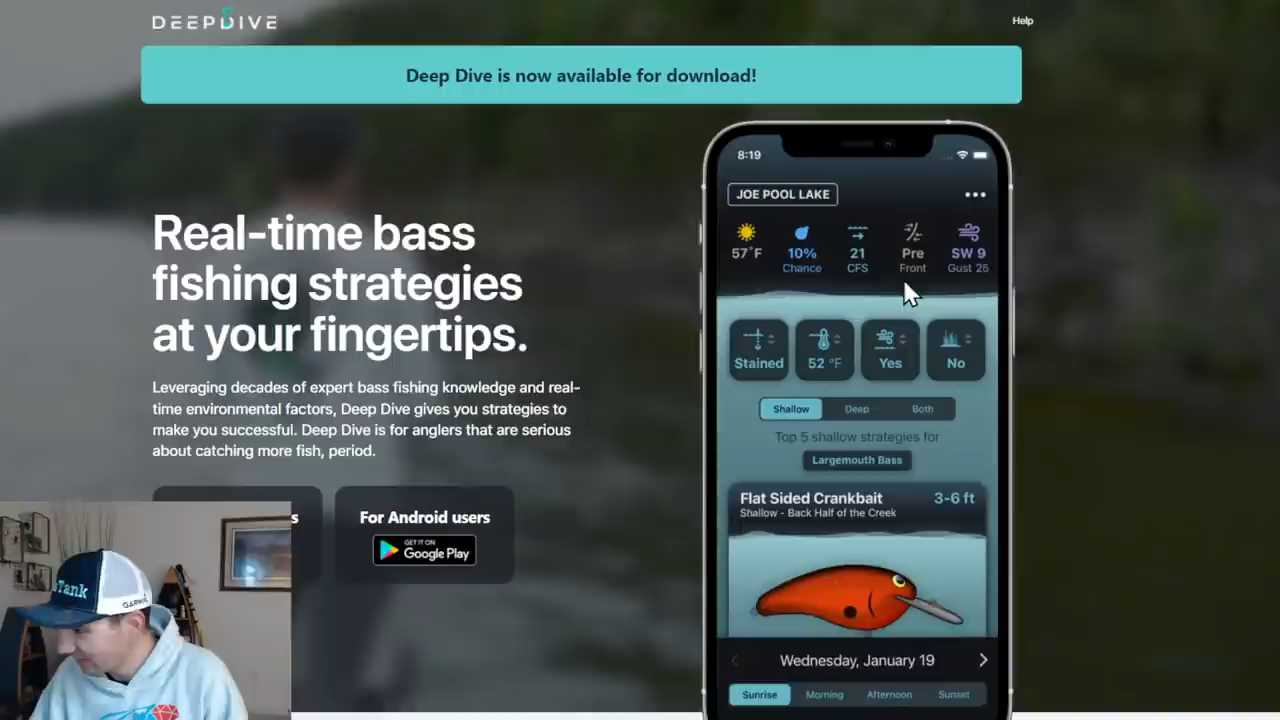 DEEPDIVE
Help
Deep Dive is now available for download!
Real-time bass
fishing strategies
at your fingertips.
Leveraging decades of expert bass fishing knowledge and real-
time environmental factors, Deep Dive gives you strategies to
make you successful. Deep Dive is for anglers that are serious
about catching more fish, period.
s
For Android users
GET IT ON
Google Play
8:19
JOE POOL LAKE
57°F
10%
Chance
21
CFS
Pre
Front
SW 9
Gust 25
Stained
52 °F
Yes
No
Shallow
Deep
Both
Top 5 shallow strategies for
Largemouth Bass
Flat Sided Crankbait
3-6 ft
Shallow - Back Half of the Creek
Wednesday, January 19
Sunrise
Morning
Afternoon
Sunset
Tank
GARMIN